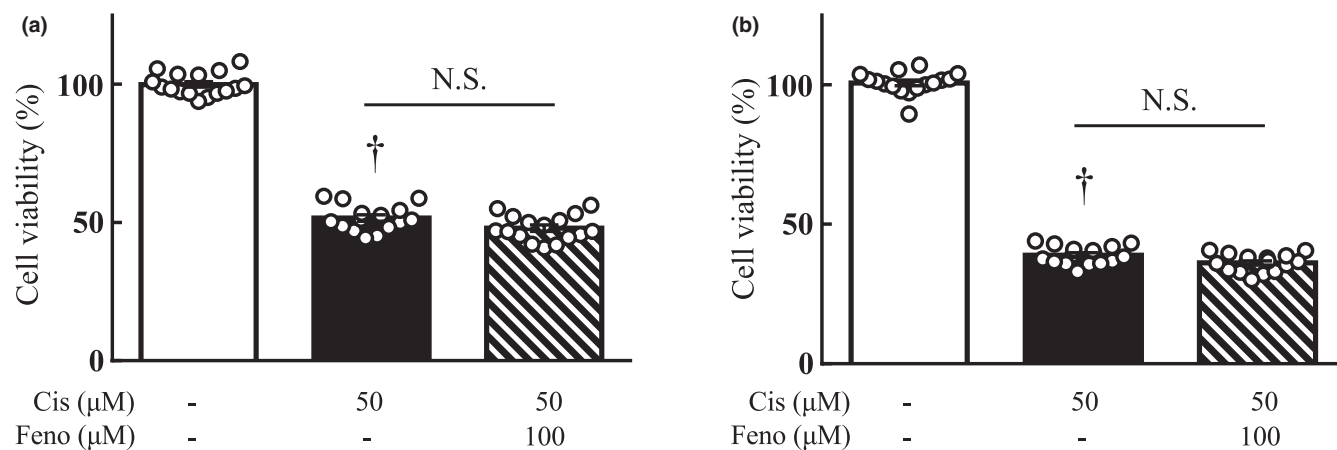 (a)
Cell viability (%)
100
50
0
N.S.
†
Cis (μM) - 50 50
Feno (μM) - - 100
(b)
Cell viability (%)
100
50
0
N.S.
†
Cis (μM) - 50 50
Feno (μM) - - 100